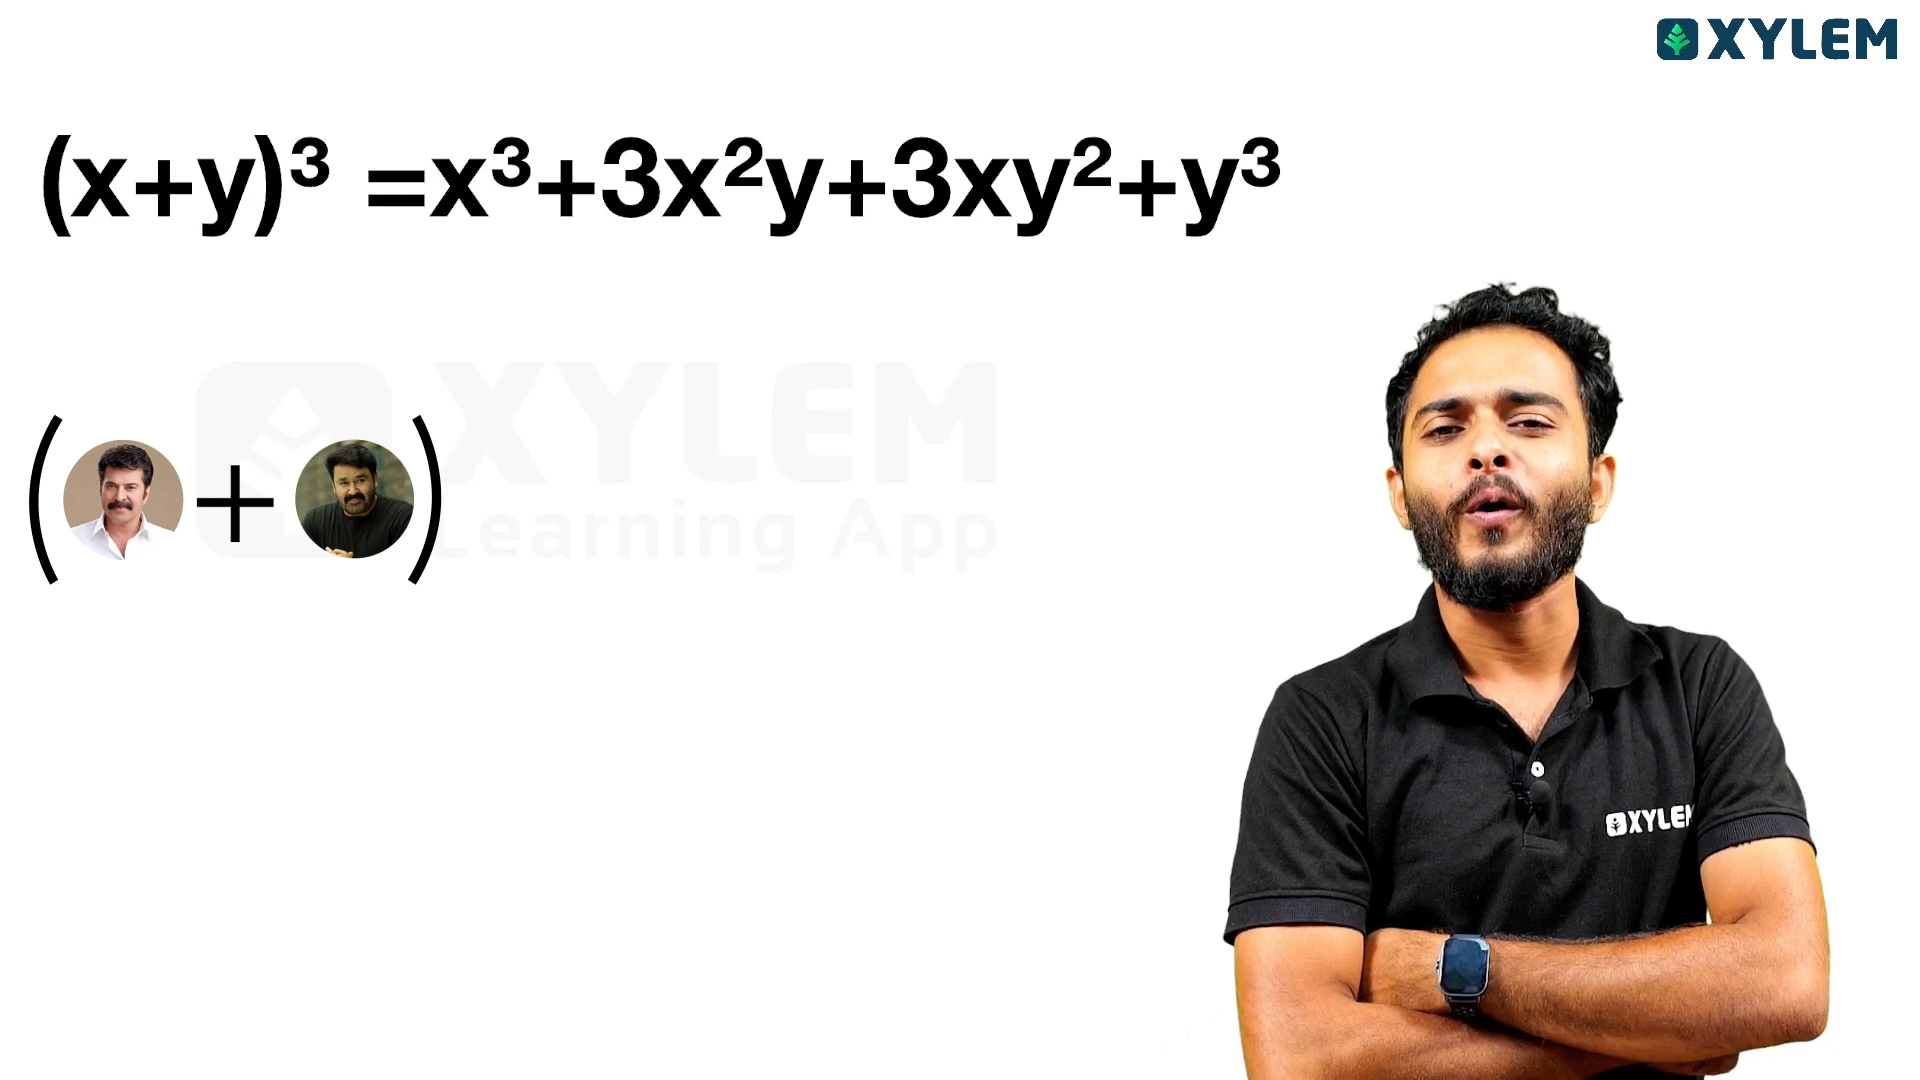 XYLEM
(x+y)³ =x³+3x²y+3xy²+y³
XYLEM
Learning App
( + )
XYLEM